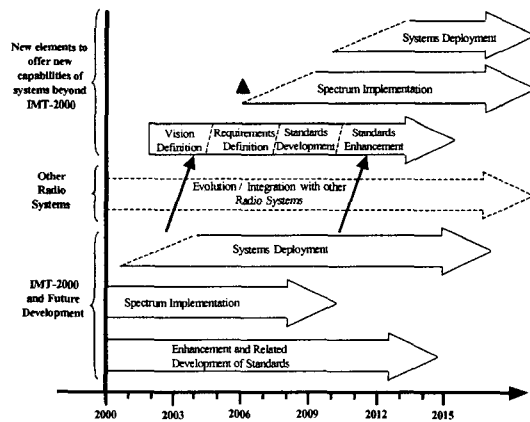 New elements to
offer new
capabilities of
systems beyond
IMT-2000
Systems Deployment
Spectrum Implementation
Vision
Definition
Requirements
Definition
Standards
Development
Standards
Enhancement
Other
Radio
Systems
Evolution / Integration with other
Radio Systems
IMT-2000
and Future
Development
Systems Deployment
Spectrum Implementation
Enhancement and Related
Development of Standards
2000
2003
2006
2009
2012
2015